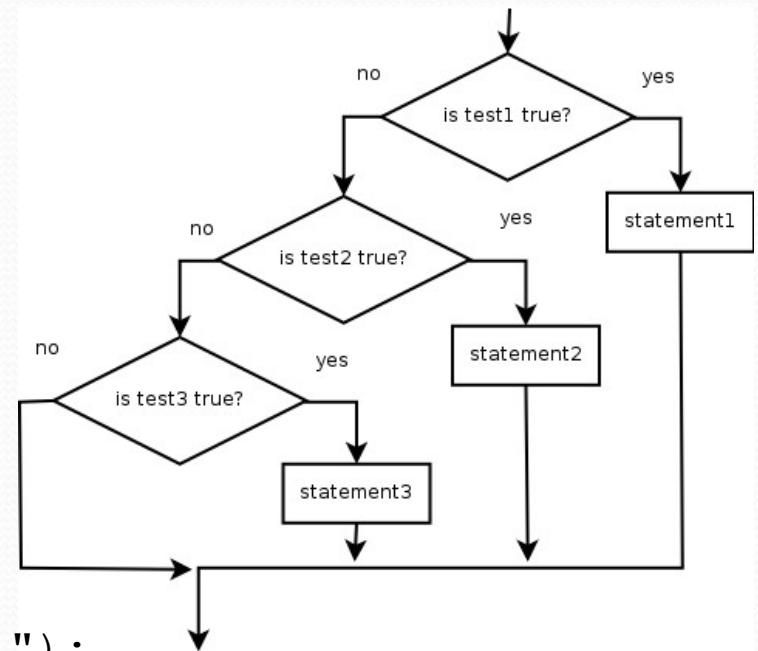 no
yes
is test1 true?
statement1
no
yes
is test2 true?
statement2
no
yes
is test3 true?
statement3
");